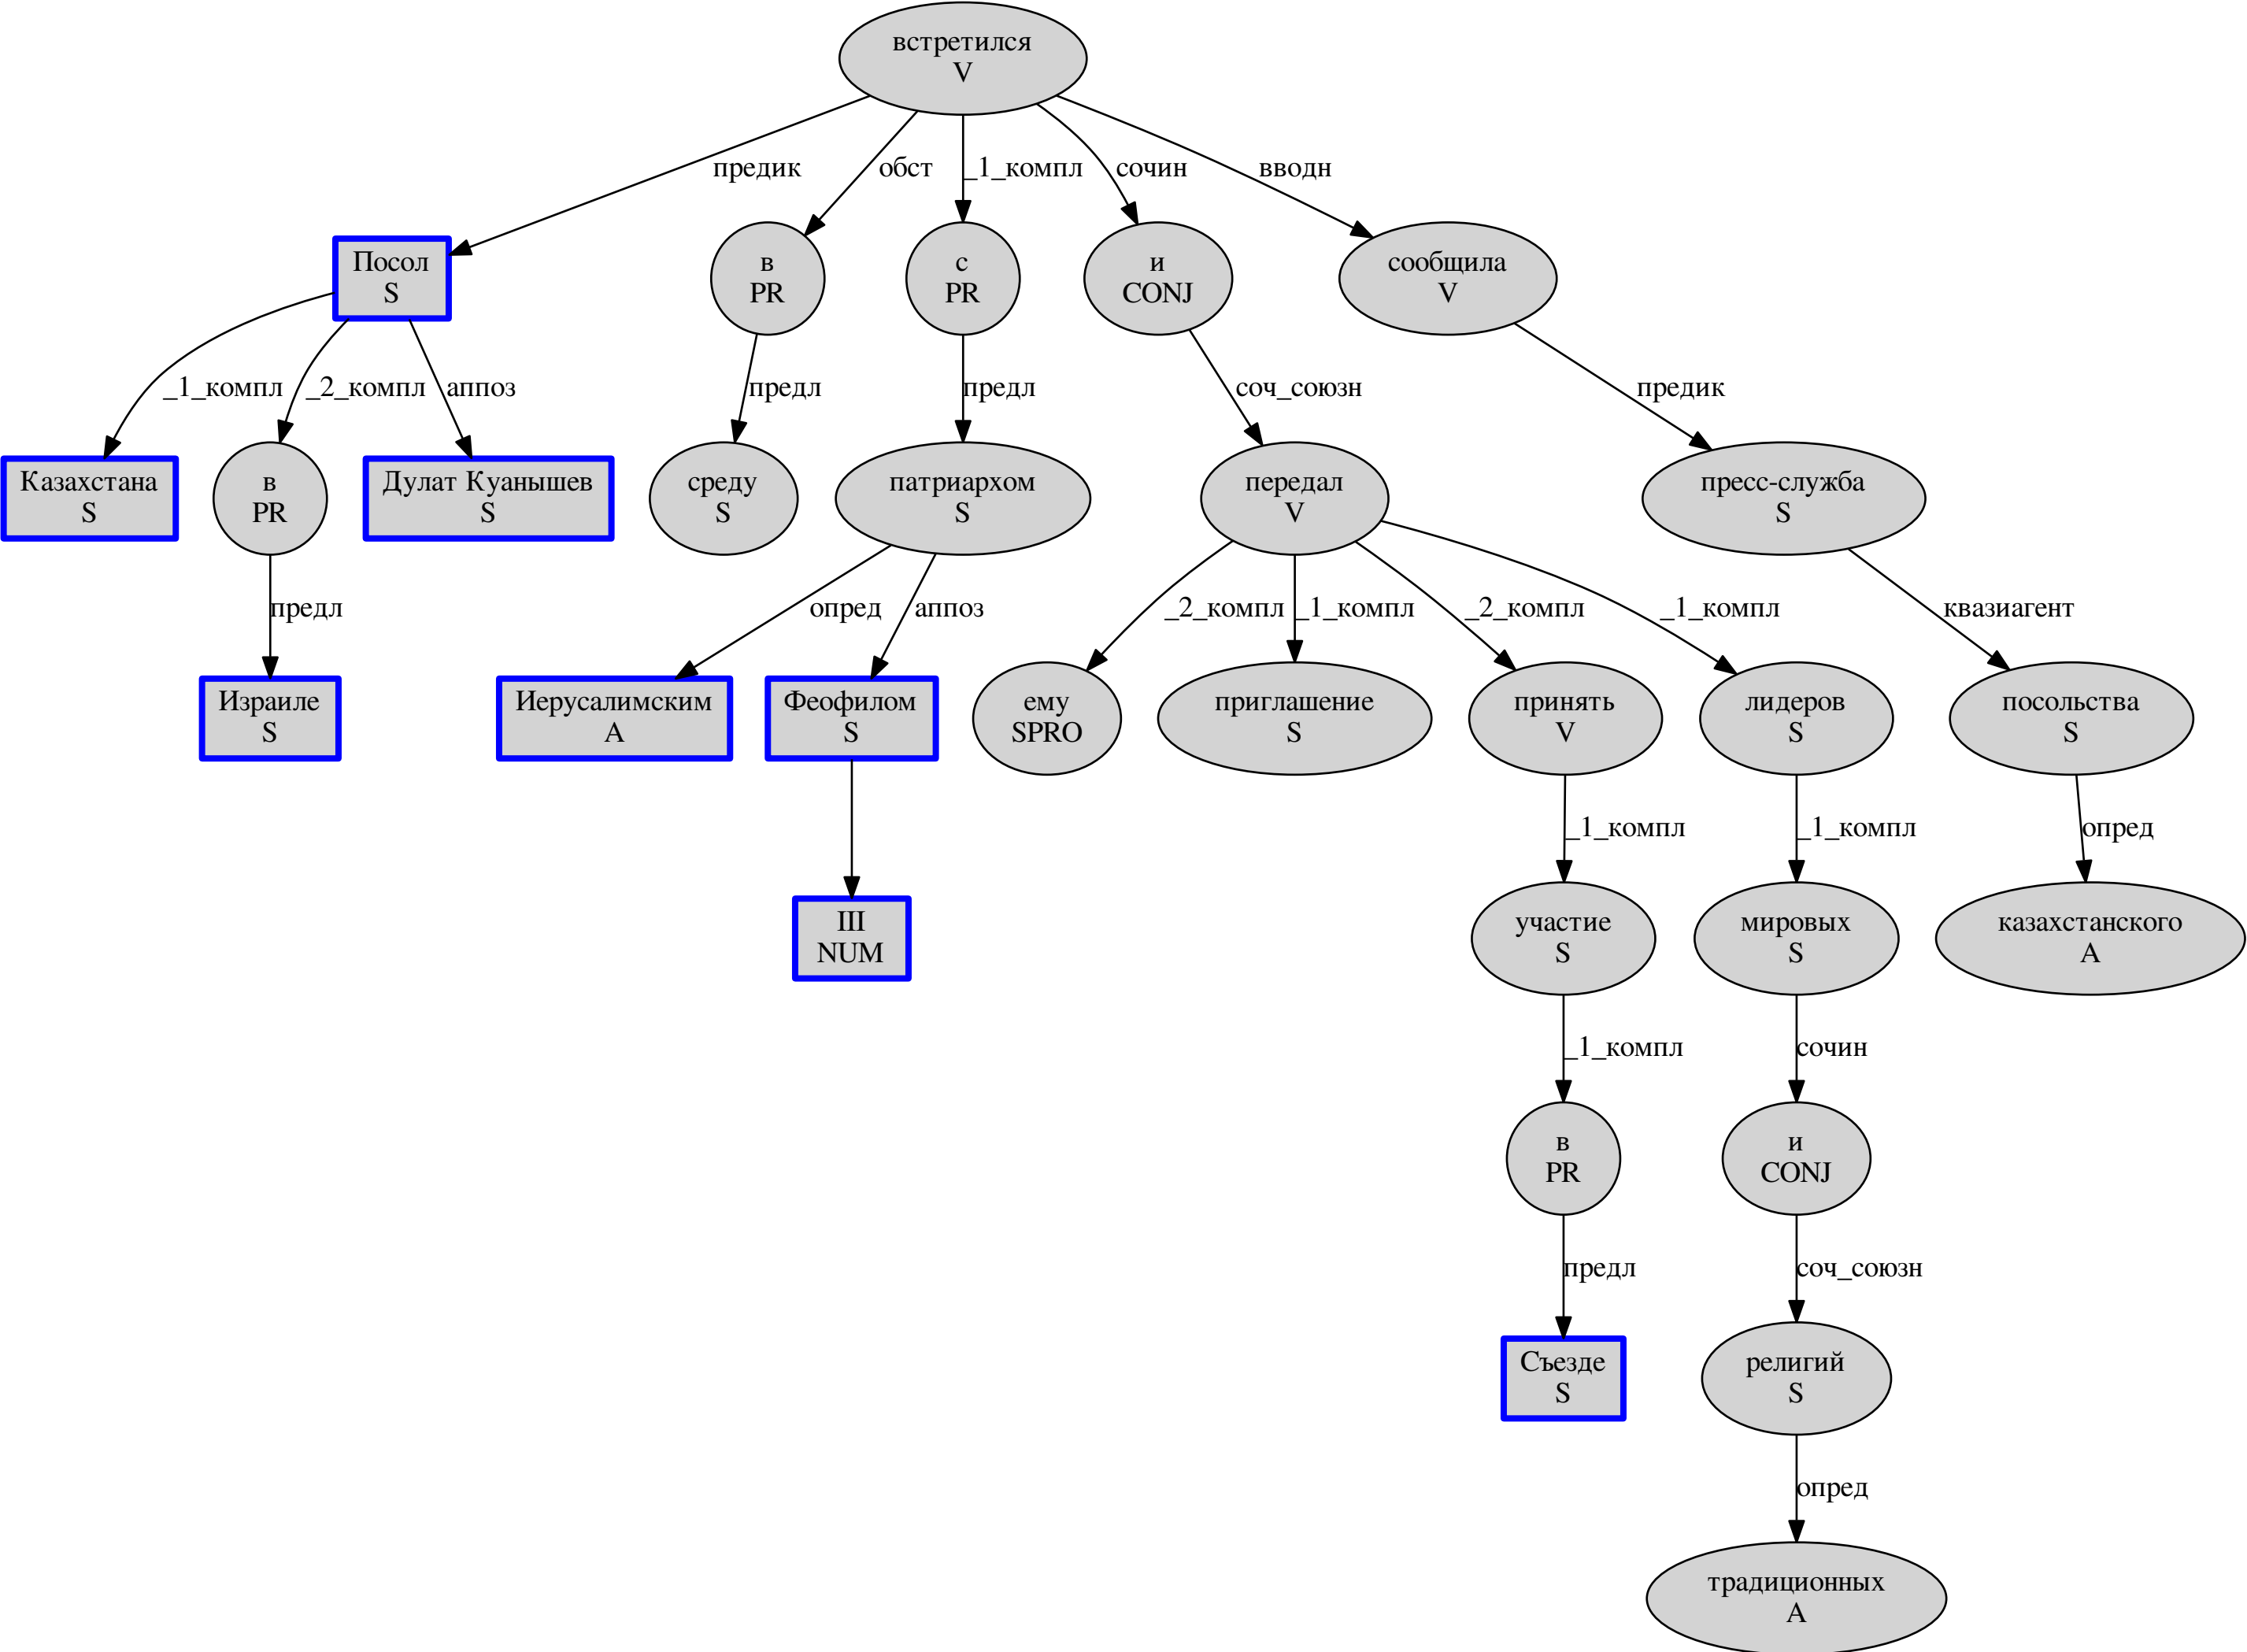 встретился
V
предик
обст
_1_компл
сочин
вводн
Посол
S
в
PR
с
PR
и
CONJ
сообщила
V
_1_компл
_2_компл
аппоз
предл
предл
соч_союзн
предик
Казахстана
S
в
PR
Дулат Куанышев
S
среду
S
патриархом
S
передал
V
пресс-служба
S
предл
опред
аппоз
_2_компл
_1_компл
_2_компл
_1_компл
квазиагент
Израиле
S
Иерусалимским
A
Феофилом
S
ему
SPRO
приглашение
S
принять
V
лидеров
S
посольства
S
_1_компл
_1_компл
опред
III
NUM
участие
S
мировых
S
казахстанского
A
_1_компл
сочин
в
PR
и
CONJ
предл
соч_союзн
Съезде
S
религий
S
опред
традиционных
A